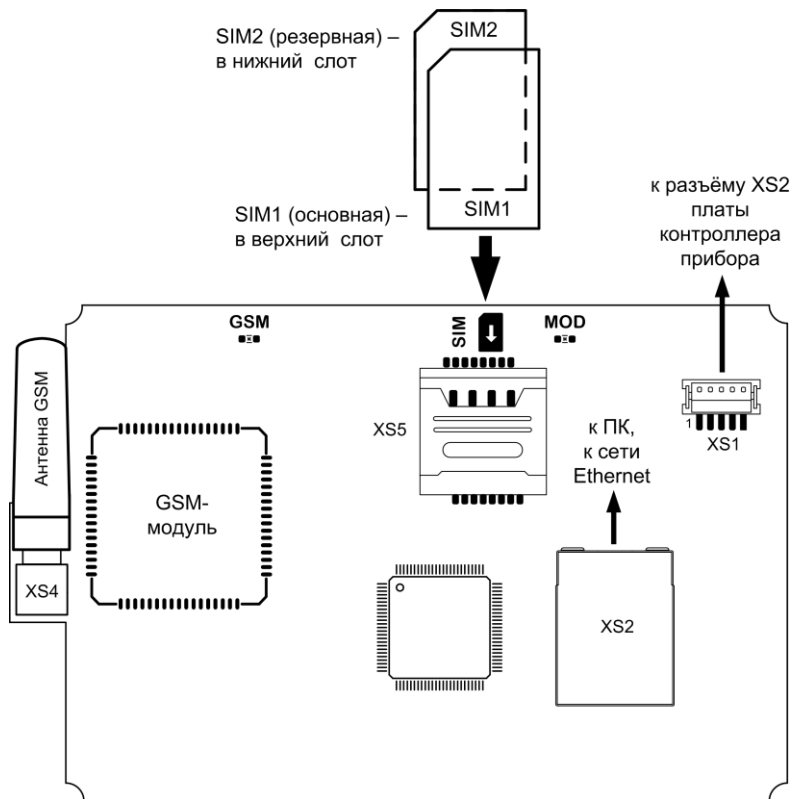 SIM2 (резервная) –
в нижний слот
SIM2
SIM1 (основная) –
в верхний слот
SIM1
к разъёму XS2
платы
контроллера
прибора
GSM
SIM
MOD
Антенна GSM
XS5
1
XS1
к ПК,
к сети
Ethernet
GSM-
модуль
XS4
XS2